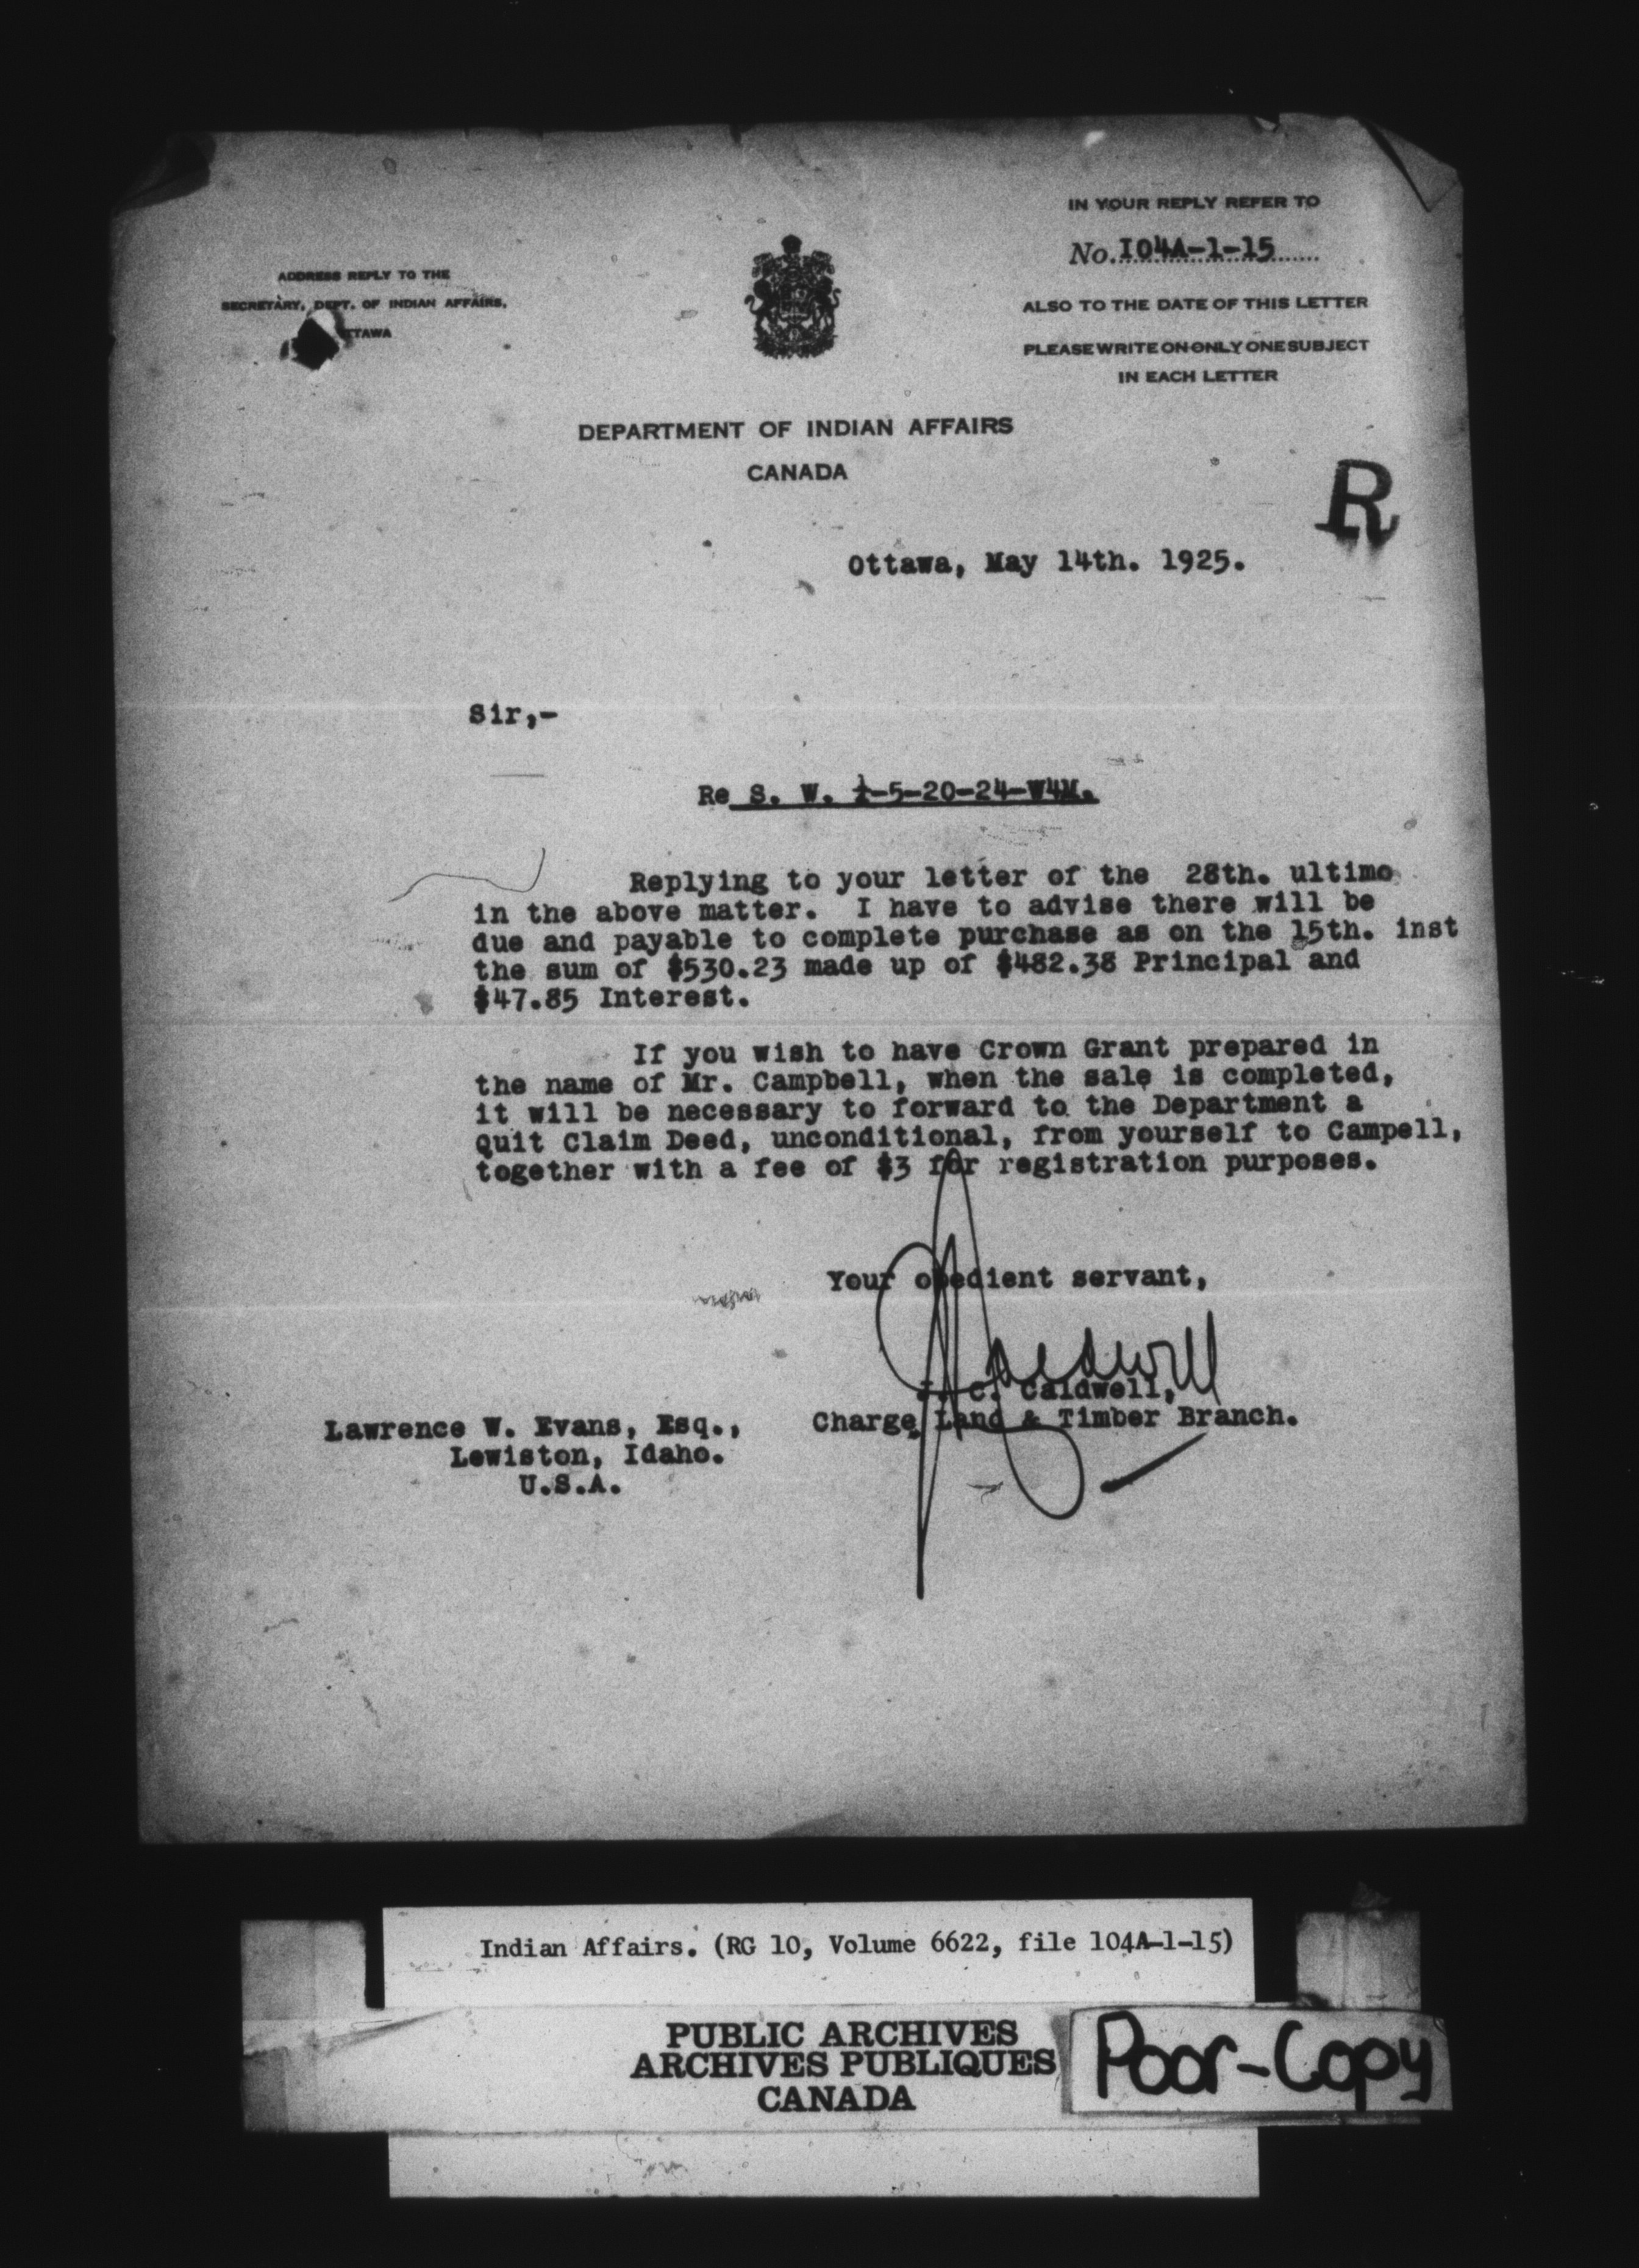 IN YOUR REPLY REFER TO
No. 104A-1-15
ALSO TO THE DATE OF THIS LETTER
PLEASE WRITE ON ONLY ONE SUBJECT
IN EACH LETTER
ADDRESS REPLY TO THE
SECRETARY, DEPT. OF INDIAN AFFAIRS,
OTTAWA
DEPARTMENT OF INDIAN AFFAIRS
CANADA
R
Ottawa, May 14th. 1925.
Sir,-
Re S. W. ¼-5-20-24-W4M.
Replying to your letter of the 28th. ultimo
in the above matter. I have to advise there will be
due and payable to complete purchase as on the 15th. inst
the sum of $530.23 made up of $482.38 Principal and
$47.85 Interest.
If you wish to have Crown Grant prepared in
the name of Mr. Campbell, when the sale is completed,
it will be necessary to forward to the Department a
Quit Claim Deed, unconditional, from yourself to Campell,
together with a fee of $3 for registration purposes.
Your obedient servant,
J. C. Caldwell,
Charge Land & Timber Branch.
Lawrence W. Evans, Esq.,
Lewiston, Idaho.
U.S.A.
Indian Affairs. (RG 10, Volume 6622, file 104A-1-15)
PUBLIC ARCHIVES
ARCHIVES PUBLIQUES
CANADA
Poor-Copy